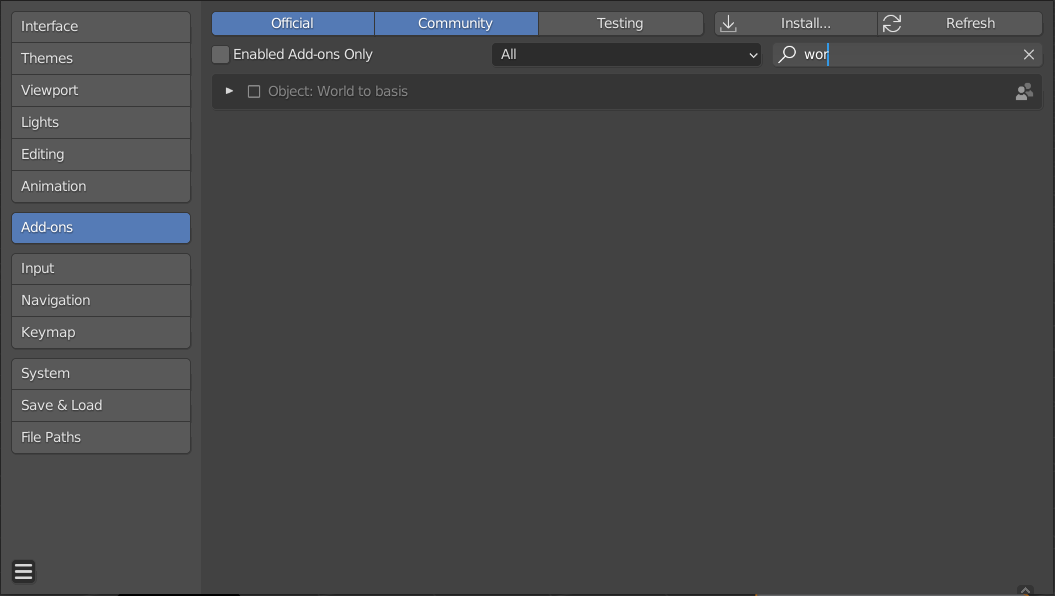 Interface
Themes
Viewport
Lights
Editing
Animation
Add-ons
Input
Navigation
Keymap
System
Save & Load
File Paths
Official Community Testing Install... Refresh
Enabled Add-ons Only All wor
Object: World to basis